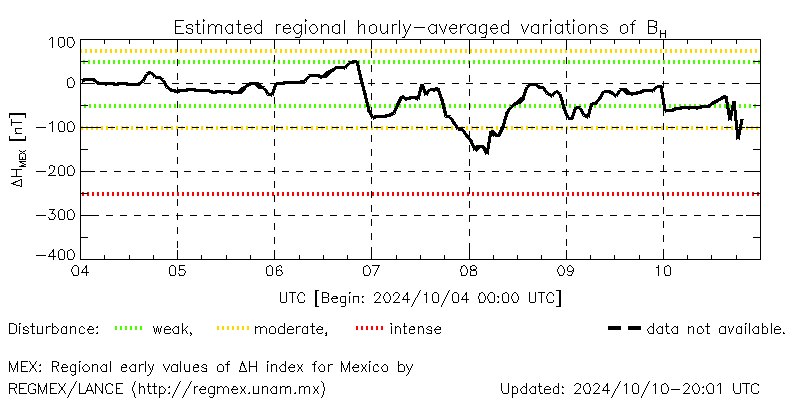 Estimated regional hourly-averaged variations of B_H
100
0
-100
-200
-300
-400
ΔH_MEX [nT]
04 05 06 07 08 09 10
UTC [Begin: 2024/10/04 00:00 UTC]
Disturbance: weak, moderate, intense data not available.
MEX: Regional early values of ΔH index for Mexico by
REGMEX/LANCE (http://regmex.unam.mx) Updated: 2024/10/10-20:01 UTC